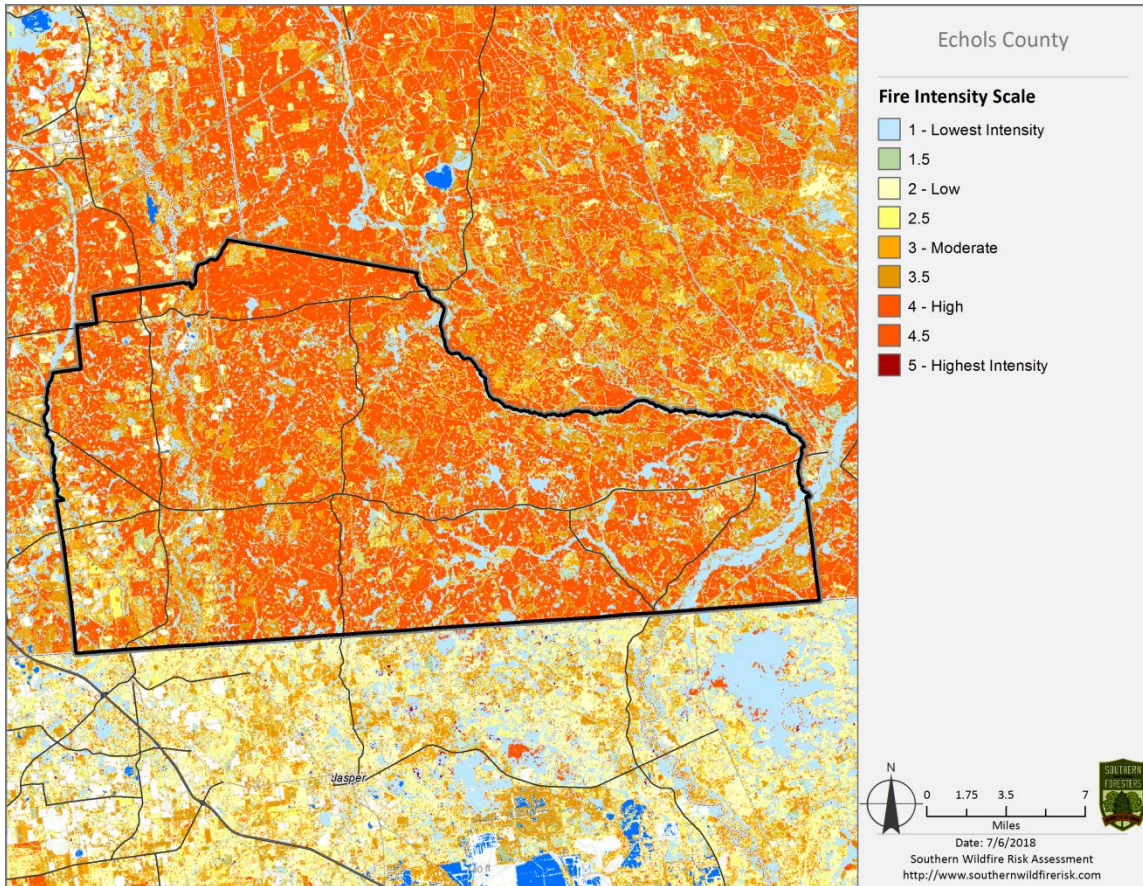 Echols County
Fire Intensity Scale
1 - Lowest Intensity
1.5
2 - Low
2.5
3 - Moderate
3.5
4 - High
4.5
5 - Highest Intensity
Jasper
N
0 1.75 3.5 7
Miles
SOUTHERN
FORESTERS
Date: 7/6/2018
Southern Wildfire Risk Assessment
http://www.southernwildfirerisk.com